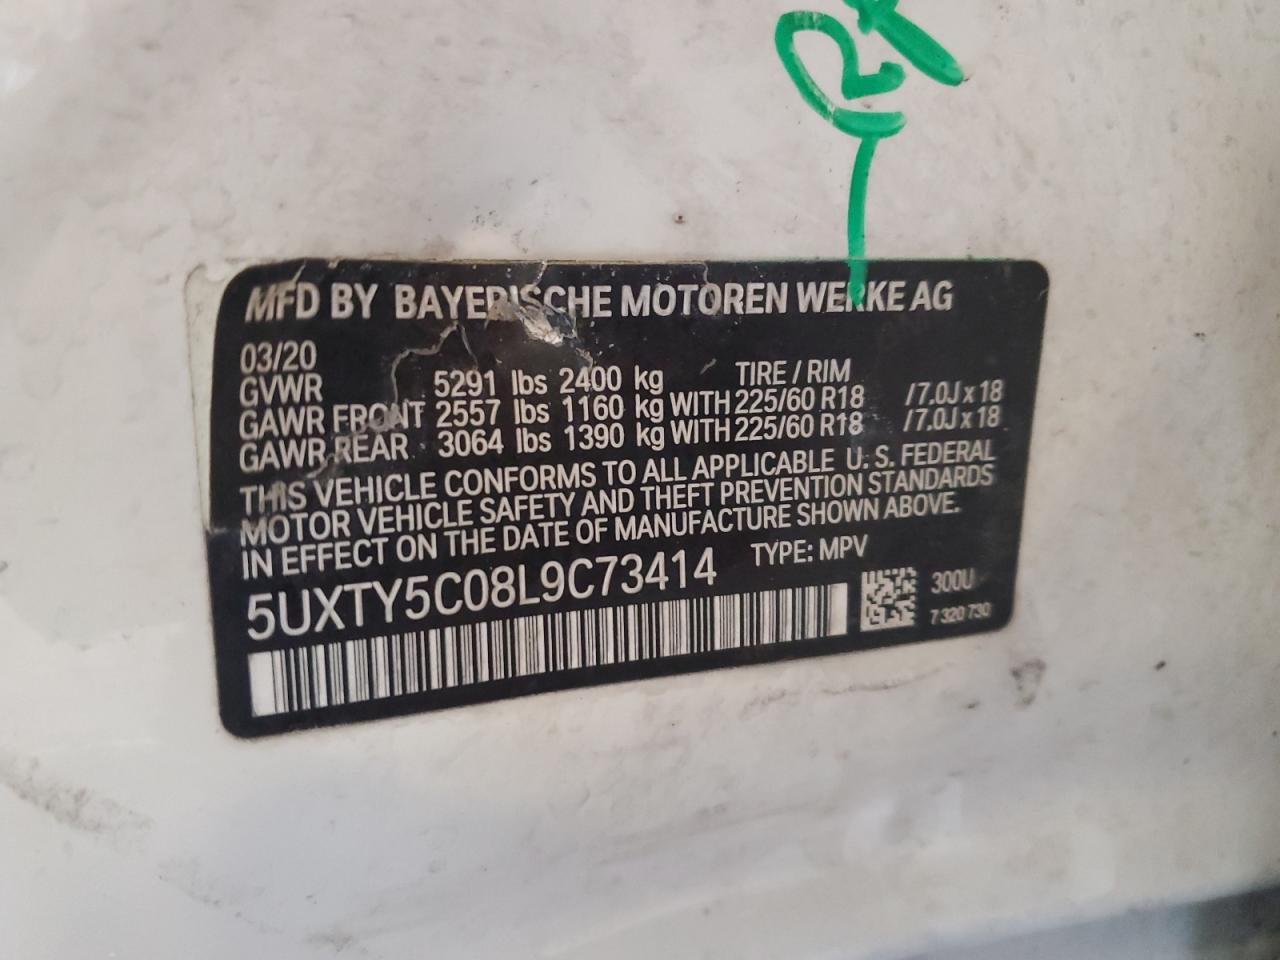 MFD BY BAYERISCHE MOTOREN WERKE AG
03/20
GVWR 5291 lbs 2400 kg TIRE / RIM
GAWR FRONT 2557 lbs 1160 kg WITH 225/60 R18 /7.0J x 18
GAWR REAR 3064 lbs 1390 kg WITH 225/60 R18 /7.0J x 18
THIS VEHICLE CONFORMS TO ALL APPLICABLE U.S. FEDERAL
MOTOR VEHICLE SAFETY AND THEFT PREVENTION STANDARDS
IN EFFECT ON THE DATE OF MANUFACTURE SHOWN ABOVE.
5UXTY5C08L9C73414 TYPE: MPV
300U
7 320 730